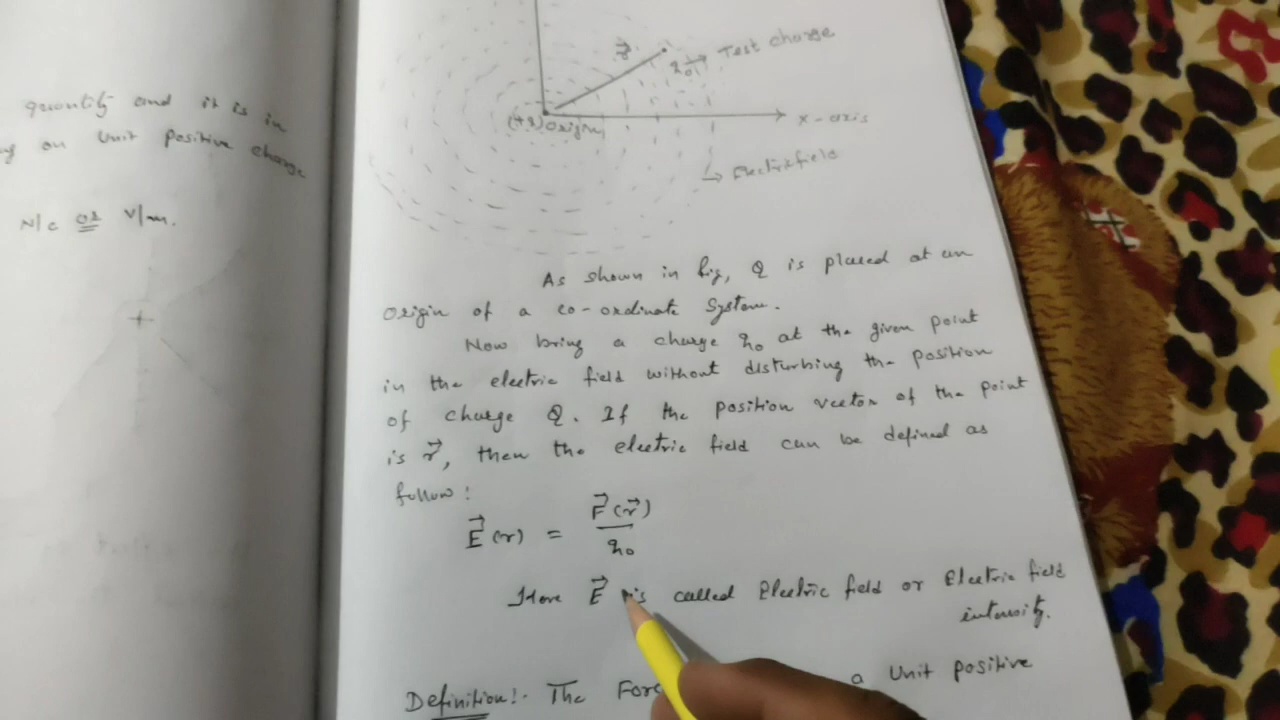 quantity and it is in
on Unit Positive charge
N/c or V/m.
r⃗
q₀ → Test charge
(+Q) Origin
x-axis
→ Electric field
As shown in fig, Q is placed at an
Origin of a co-ordinate System.
Now bring a charge q₀ at the given point
in the electric field without disturbing the position
of charge Q. If the position vector of the point
is r⃗, then the electric field can be defined as
follow:
E⃗(r) = F⃗(r⃗) / q₀
Here E⃗ is called Electric field or Electric field
intensity.
Definition:- The Forc a Unit positive